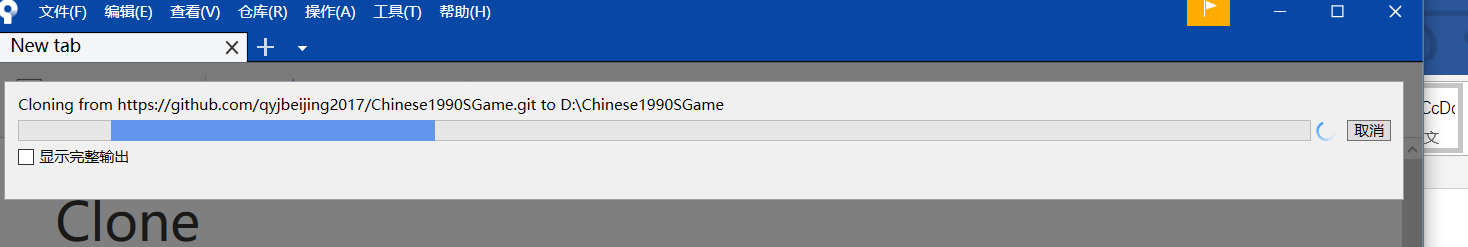 文件(F) 编辑(E) 查看(V) 仓库(R) 操作(A) 工具(T) 帮助(H)
New tab
Cloning from https://github.com/qyjbeijing2017/Chinese1990SGame.git to D:\Chinese1990SGame
取消
显示完整输出
Clone
文